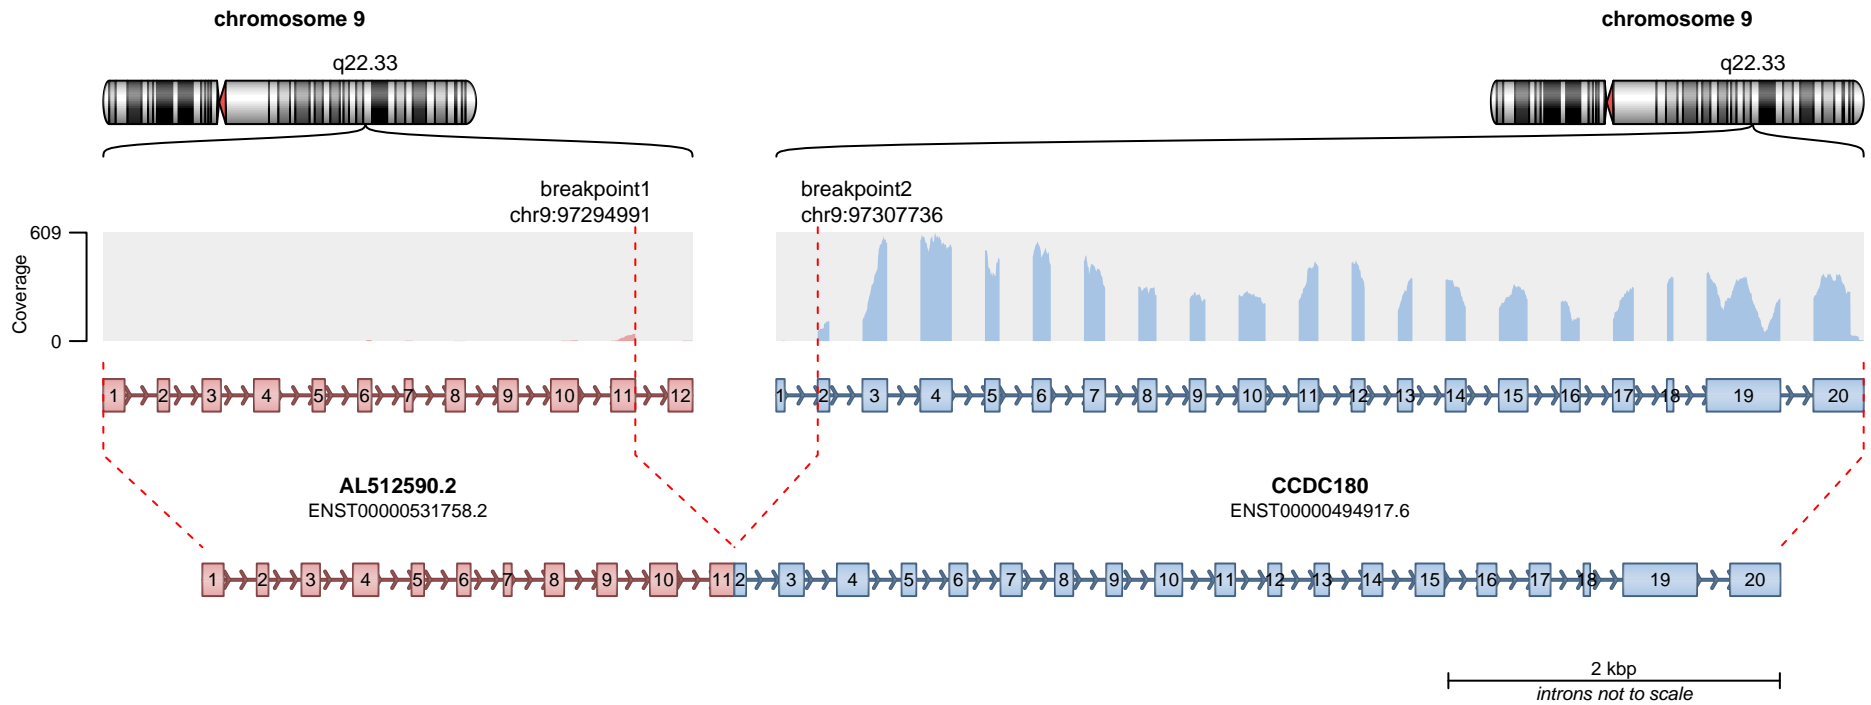 chromosome 9
chromosome 9
q22.33
q22.33
breakpoint1
chr9:97294991
breakpoint2
chr9:97307736
609
Coverage
0
1 2 3 4 5 6 7 8 9 10 11 12
1 2 3 4 5 6 7 8 9 10 11 12 13 14 15 16 17 18 19 20
AL512590.2
ENST00000531758.2
CCDC180
ENST00000494917.6
1 2 3 4 5 6 7 8 9 10 11 2 3 4 5 6 7 8 9 10 11 12 13 14 15 16 17 18 19 20
2 kbp
introns not to scale